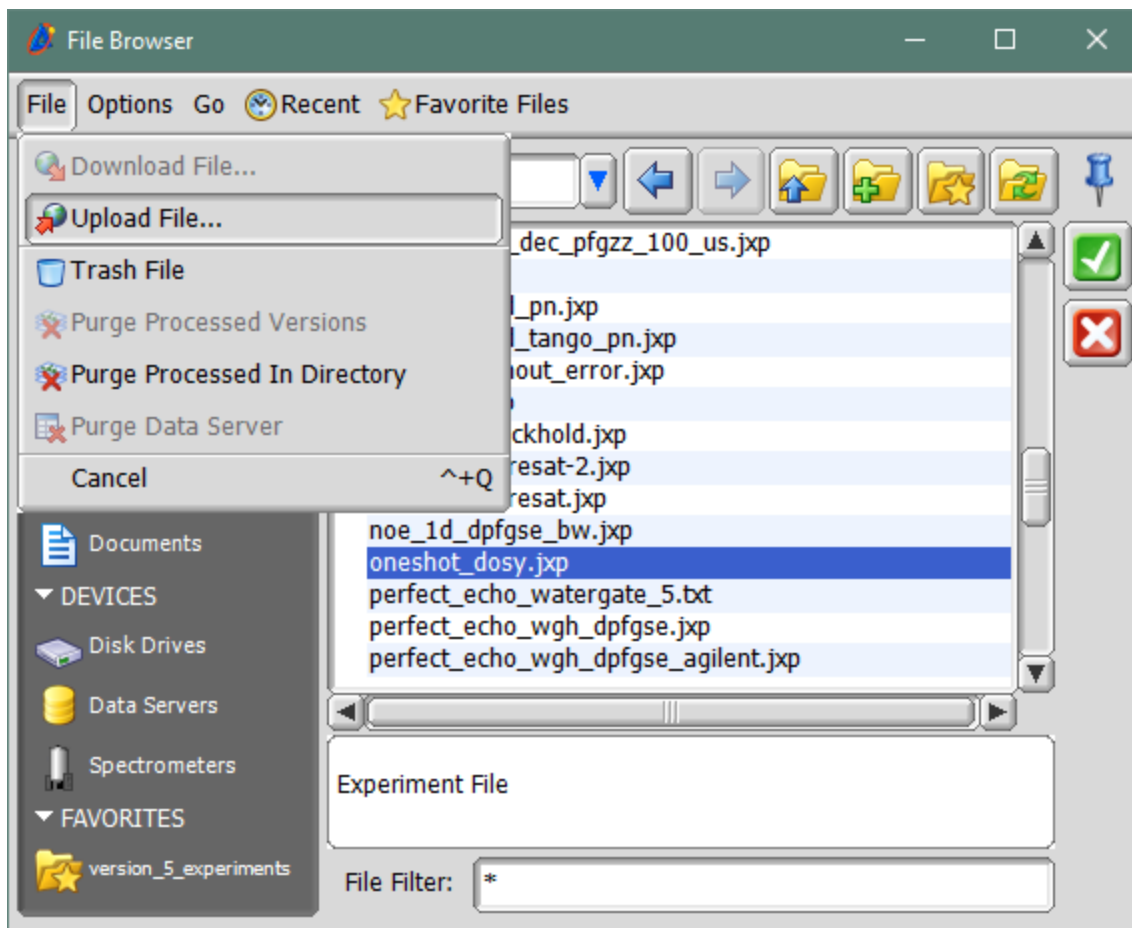 File Browser
File Options Go Recent Favorite Files
Download File...
Upload File...
Trash File
Purge Processed Versions
Purge Processed In Directory
Purge Data Server
Cancel ^+Q
_dec_pfgzz_100_us.jxp
_pn.jxp
_tango_pn.jxp
out_error.jxp
ckhold.jxp
resat-2.jxp
resat.jxp
noe_1d_dpfgse_bw.jxp
oneshot_dosy.jxp
perfect_echo_watergate_5.txt
perfect_echo_wgh_dpfgse.jxp
perfect_echo_wgh_dpfgse_agilent.jxp
Documents
DEVICES
Disk Drives
Data Servers
Spectrometers
FAVORITES
version_5_experiments
Experiment File
File Filter: *